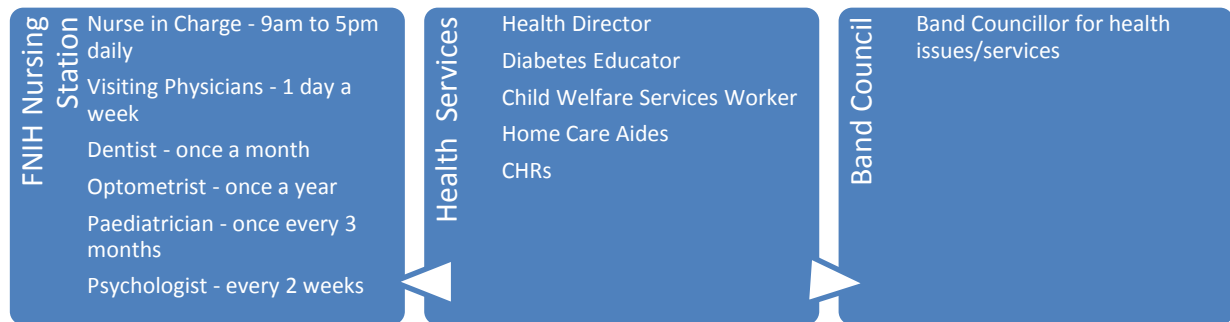 FNIH Nursing
Station
Nurse in Charge - 9am to 5pm
daily
Visiting Physicians - 1 day a
week
Dentist - once a month
Optometrist - once a year
Paediatrician - once every 3
months
Psychologist - every 2 weeks
Health Services
Health Director
Diabetes Educator
Child Welfare Services Worker
Home Care Aides
CHRs
Band Council
Band Councillor for health
issues/services